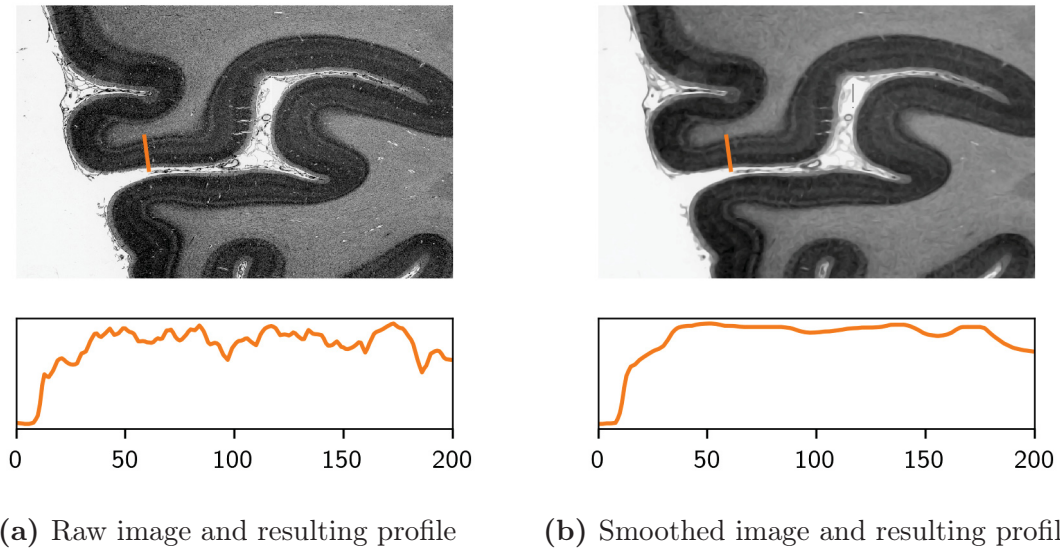 0 50 100 150 200 0 50 100 150 200
(a) Raw image and resulting profile (b) Smoothed image and resulting profil